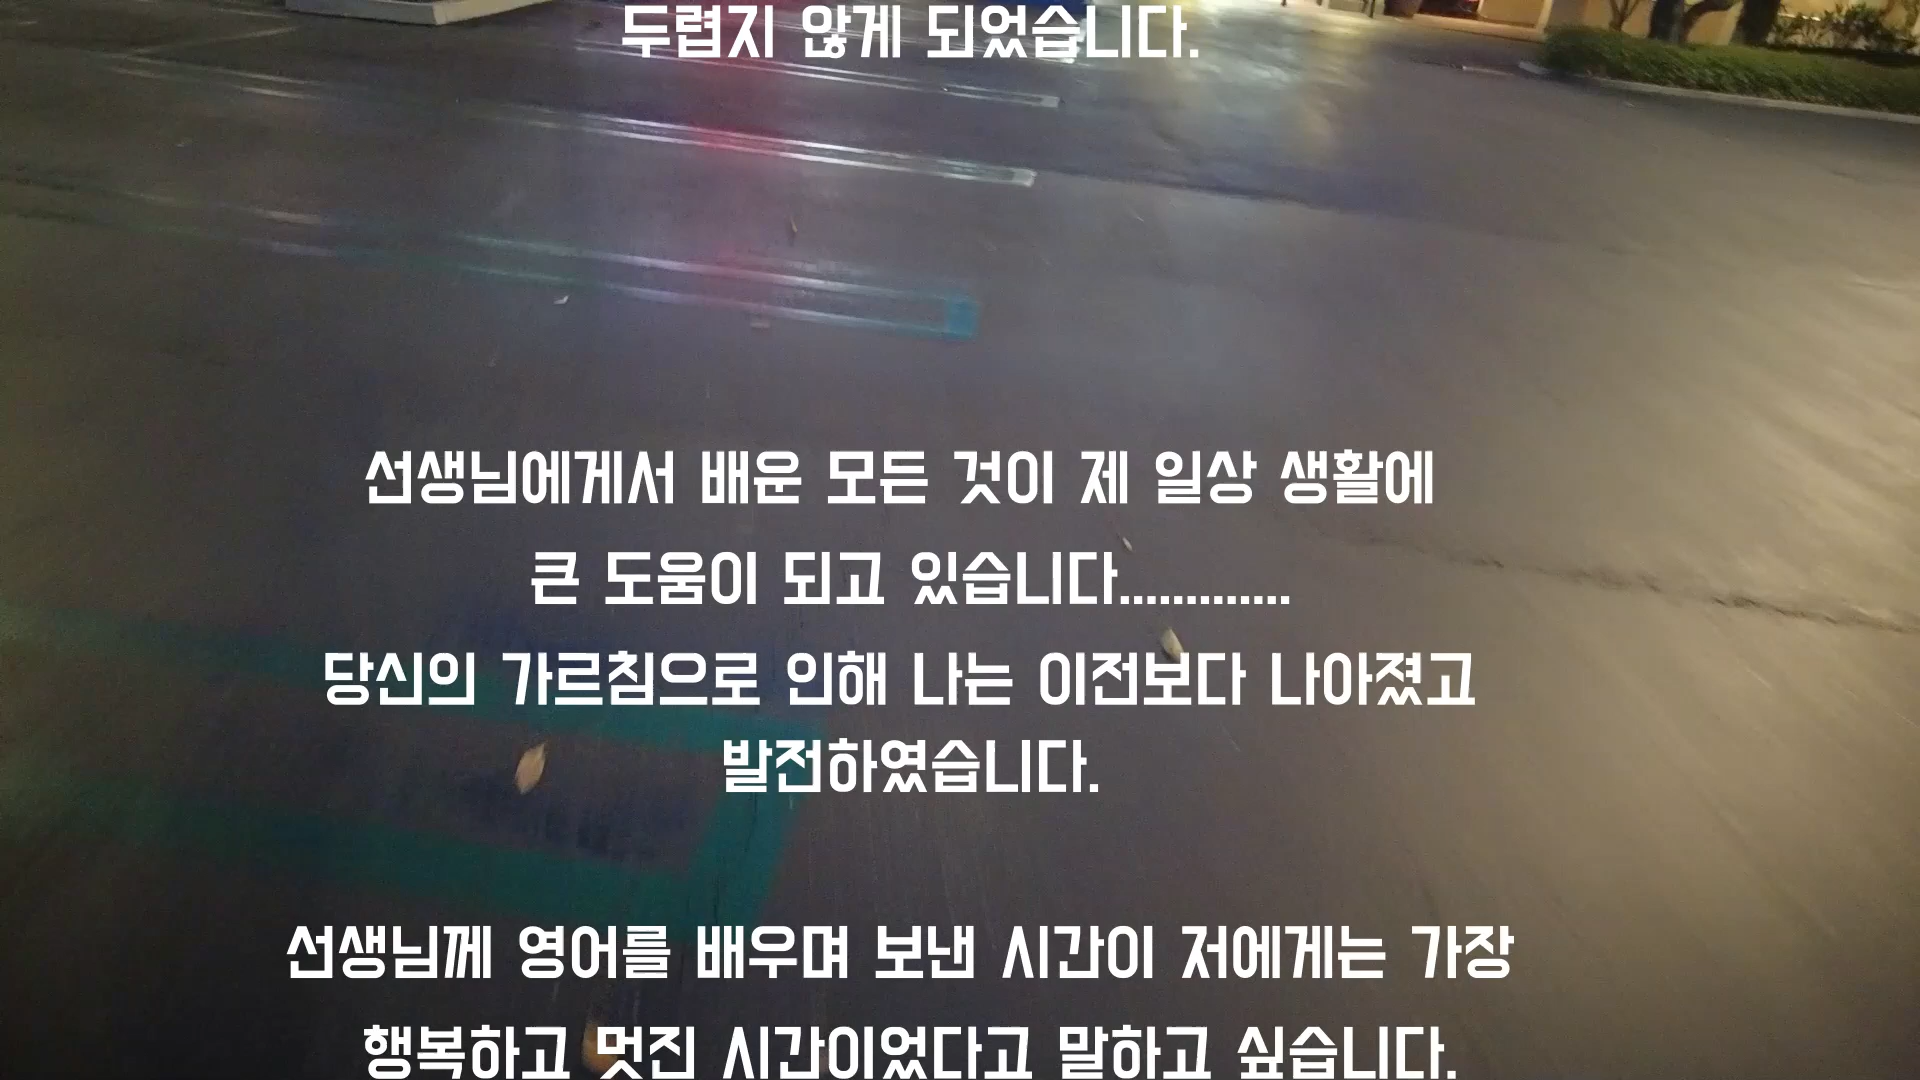 두렵지 않게 되었습니다.
선생님에게서 배운 모든 것이 제 일상 생활에
큰 도움이 되고 있습니다.............
당신의 가르침으로 인해 나는 이전보다 나아졌고
발전하였습니다.
선생님께 영어를 배우며 보낸 시간이 저에게는 가장
행복하고 멋진 시간이었다고 말하고 싶습니다.